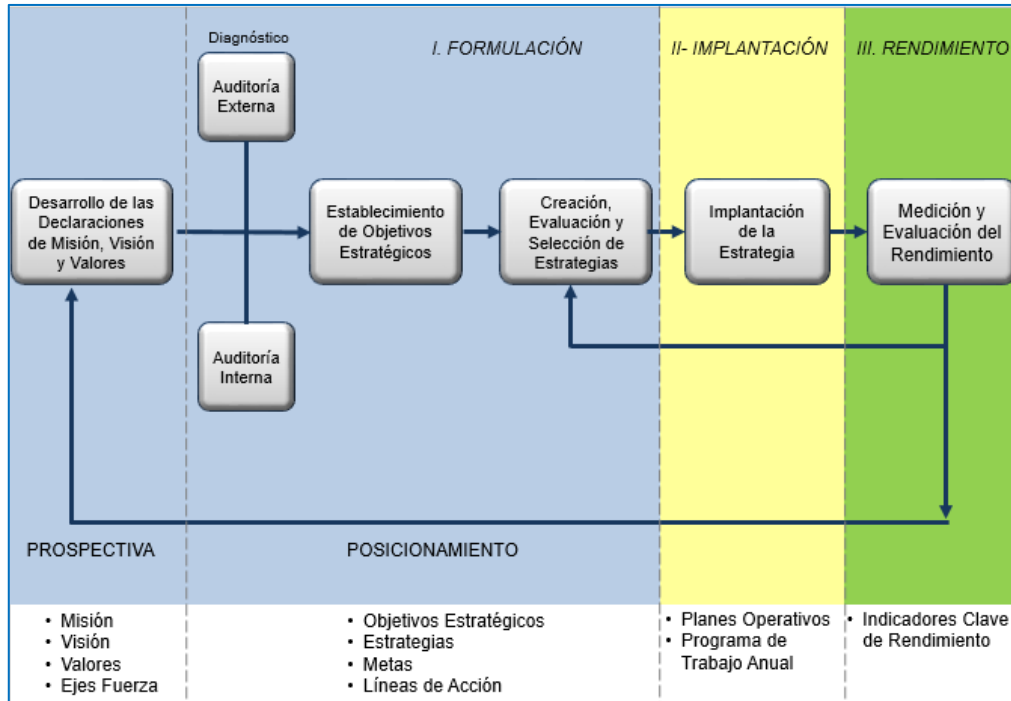 Diagnóstico
I. FORMULACIÓN
II- IMPLANTACIÓN
III. RENDIMIENTO
Auditoría
Externa
Desarrollo de las
Declaraciones
de Misión, Visión
y Valores
Establecimiento
de Objetivos
Estratégicos
Creación,
Evaluación y
Selección de
Estrategias
Implantación
de la
Estrategia
Medición y
Evaluación del
Rendimiento
Auditoría
Interna
PROSPECTIVA
POSICIONAMIENTO
• Misión
• Visión
• Valores
• Ejes Fuerza
• Objetivos Estratégicos
• Estrategias
• Metas
• Líneas de Acción
• Planes Operativos
• Programa de
Trabajo Anual
• Indicadores Clave
de Rendimiento